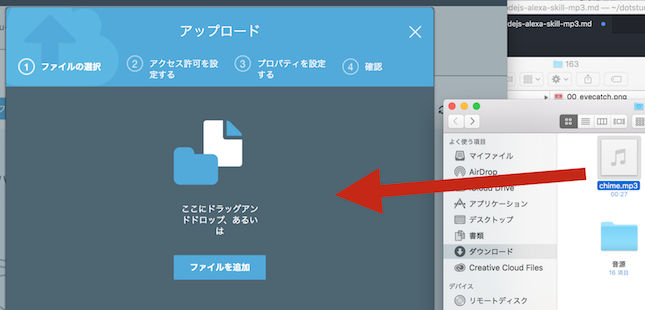 アップロード
1 ファイルの選択
2 アクセス許可を設
定する
3 プロパティを設定
する
4 確認
ここにドラッグアン
ドドロップ、あるい
は
ファイルを追加
dejs-alexa-skill-mp3.md — ~/dotstu
dejs-alexa-skill-mp3.md
163
00_eyecatch.png
よく使う項目
マイファイル
AirDrop
iCloud Drive
アプリケーション
デスクトップ
書類
ダウンロード
Creative Cloud Files
デバイス
リモートディスク
chime.mp3
00:27
音源
16 項目